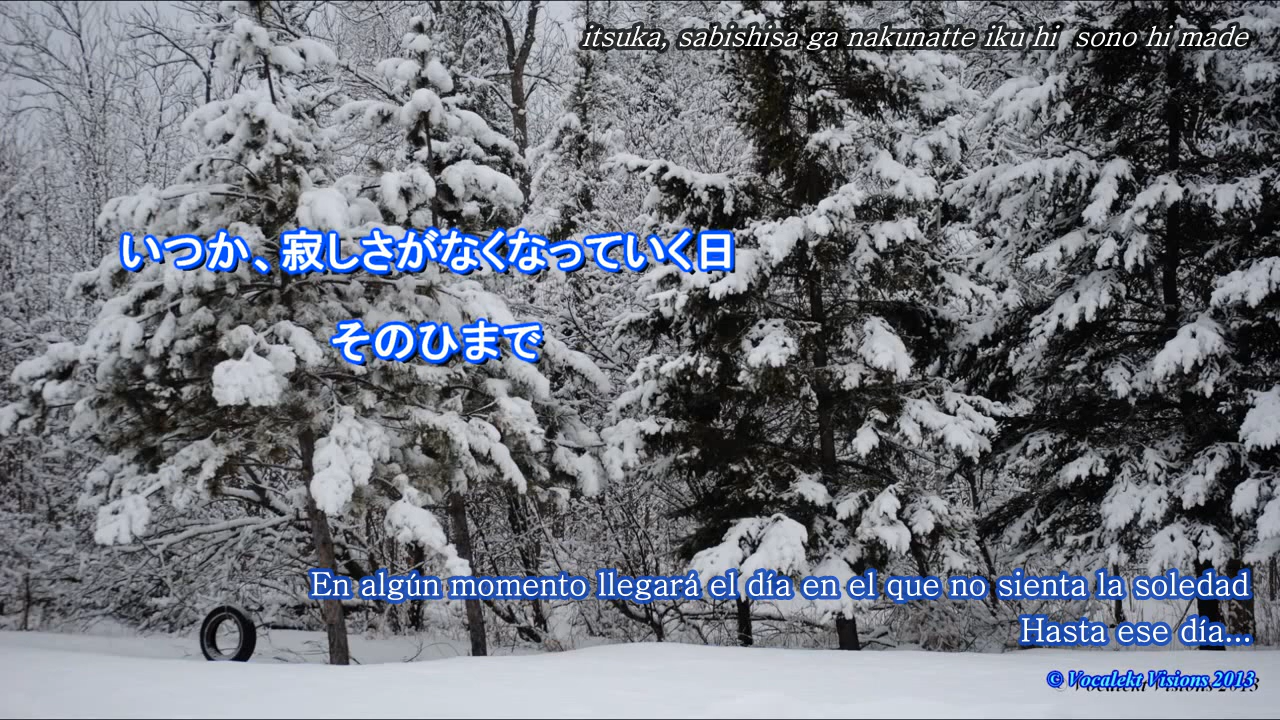 itsuka, sabishisa ga nakunatte iku hi  sono hi made
いつか、寂しさがなくなっていく日
そのひまで
En algún momento llegará el día en el que no sienta la soledad
Hasta ese día...
© Vocalekt Visions 2013